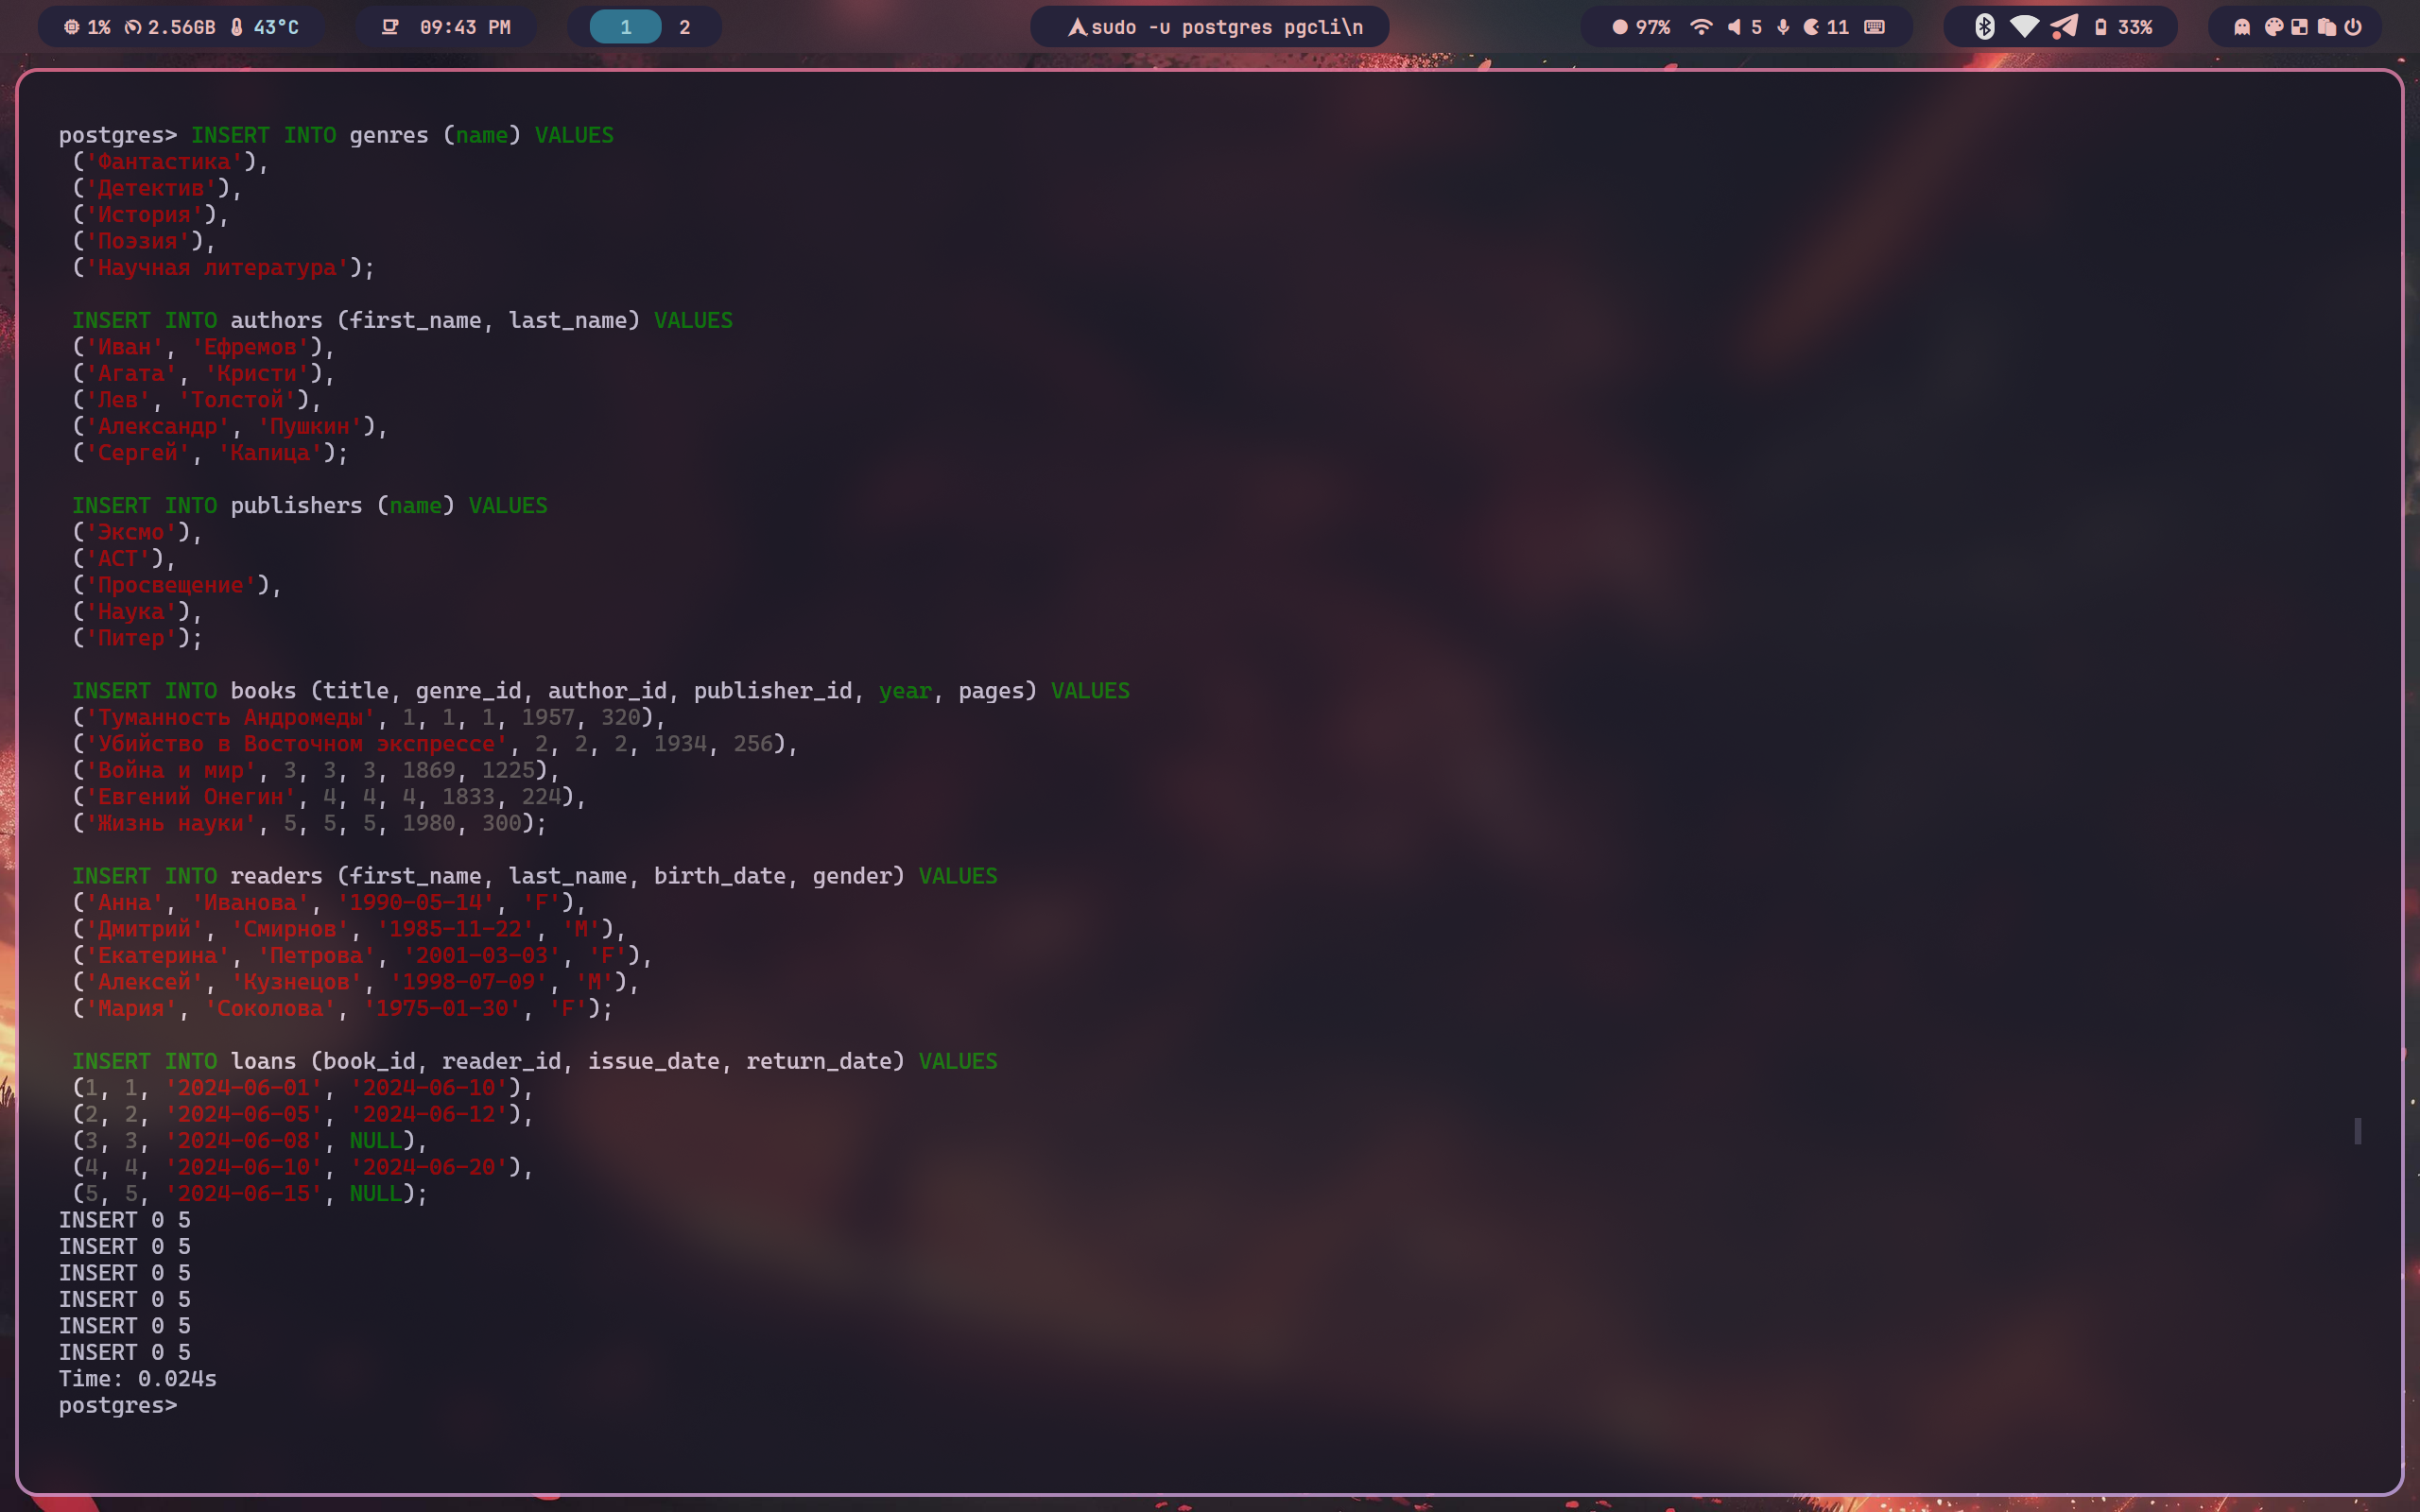 1% 2.56GB 43°C 09:43 PM 1 2 sudo -u postgres pgcli\n 97% 5 11 33%
postgres> INSERT INTO genres (name) VALUES
('Фантастика'),
('Детектив'),
('История'),
('Поэзия'),
('Научная литература');
INSERT INTO authors (first_name, last_name) VALUES
('Иван', 'Ефремов'),
('Агата', 'Кристи'),
('Лев', 'Толстой'),
('Александр', 'Пушкин'),
('Сергей', 'Капица');
INSERT INTO publishers (name) VALUES
('Эксмо'),
('АСТ'),
('Просвещение'),
('Наука'),
('Питер');
INSERT INTO books (title, genre_id, author_id, publisher_id, year, pages) VALUES
('Туманность Андромеды', 1, 1, 1, 1957, 320),
('Убийство в Восточном экспрессе', 2, 2, 2, 1934, 256),
('Война и мир', 3, 3, 3, 1869, 1225),
('Евгений Онегин', 4, 4, 4, 1833, 224),
('Жизнь науки', 5, 5, 5, 1980, 300);
INSERT INTO readers (first_name, last_name, birth_date, gender) VALUES
('Анна', 'Иванова', '1990-05-14', 'F'),
('Дмитрий', 'Смирнов', '1985-11-22', 'M'),
('Екатерина', 'Петрова', '2001-03-03', 'F'),
('Алексей', 'Кузнецов', '1998-07-09', 'M'),
('Мария', 'Соколова', '1975-01-30', 'F');
INSERT INTO loans (book_id, reader_id, issue_date, return_date) VALUES
(1, 1, '2024-06-01', '2024-06-10'),
(2, 2, '2024-06-05', '2024-06-12'),
(3, 3, '2024-06-08', NULL),
(4, 4, '2024-06-10', '2024-06-20'),
(5, 5, '2024-06-15', NULL);
INSERT 0 5
INSERT 0 5
INSERT 0 5
INSERT 0 5
INSERT 0 5
INSERT 0 5
Time: 0.024s
postgres>